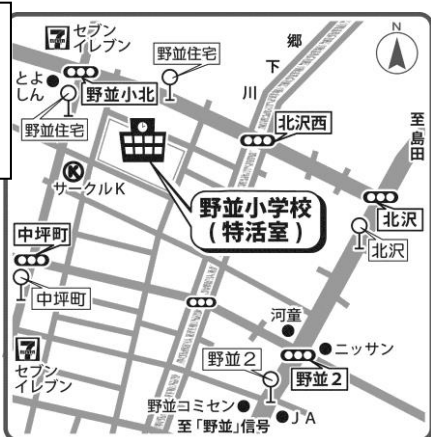 セブン
イレブン
野並住宅
郷
下
川
N
とよ
しん
野並小北
野並住宅
北沢西
至
島
田
K
サークルK
野並小学校
(特活室)
北沢
北沢
中坪町
中坪町
河童
ニッサン
7
セブン
イレブン
野並2
野並2
野並コミセン
JA
至「野並」信号